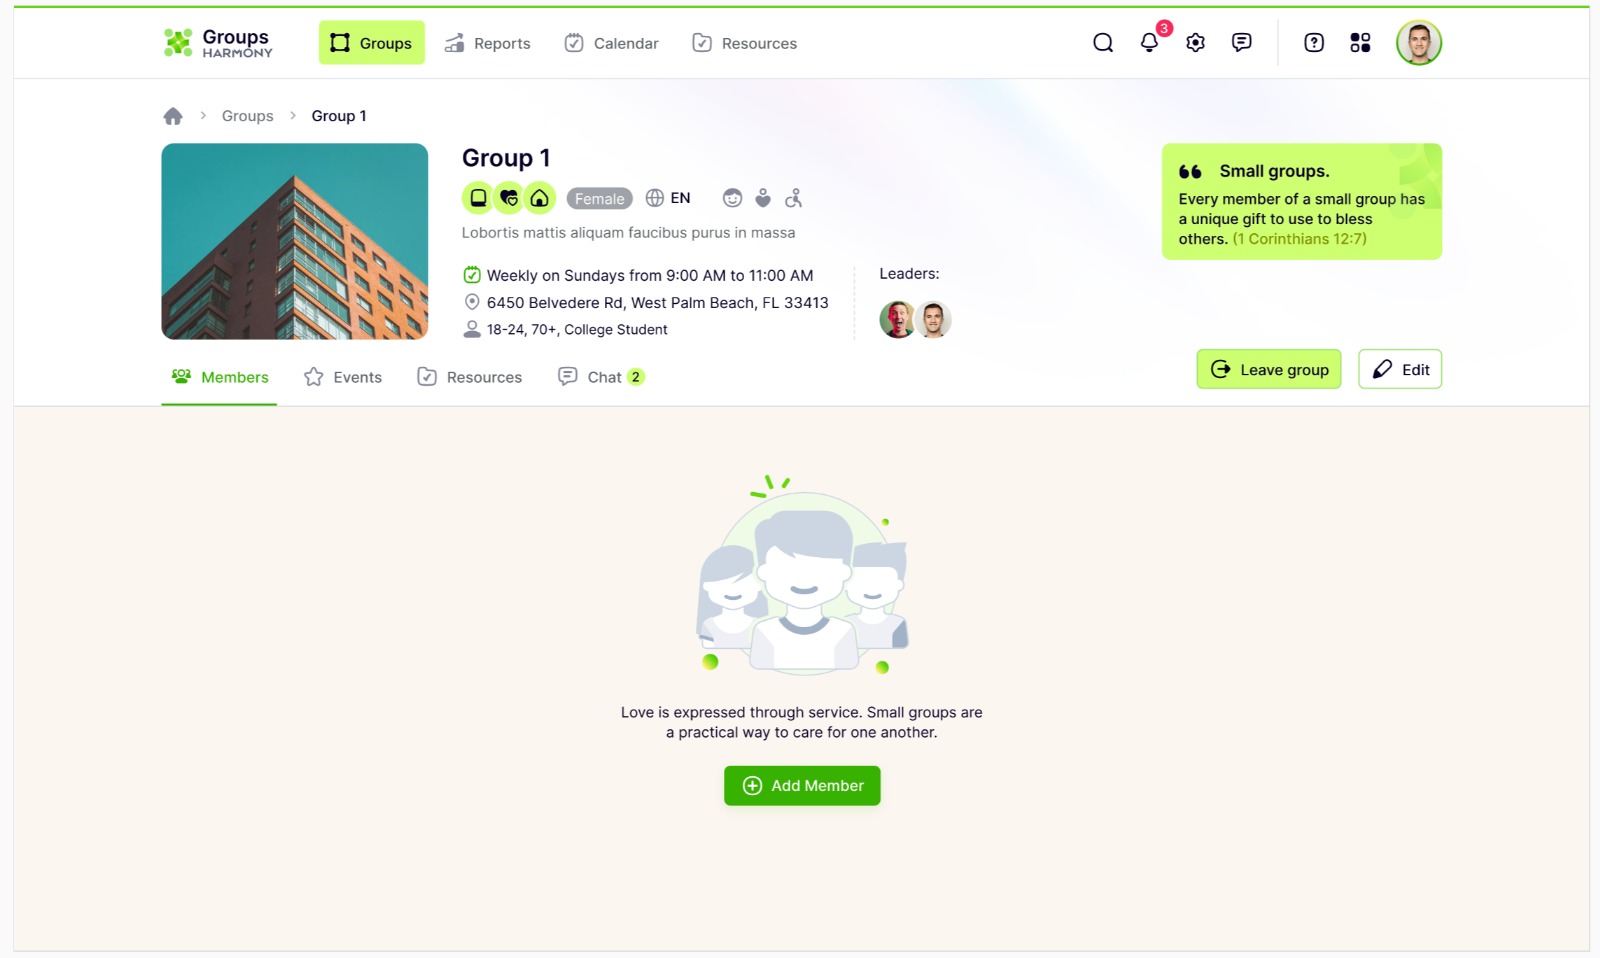 Groups
HARMONY
Groups
Reports
Calendar
Resources
3
Groups
Group 1
Group 1
Female
EN
Lobortis mattis aliquam faucibus purus in massa
Weekly on Sundays from 9:00 AM to 11:00 AM
6450 Belvedere Rd, West Palm Beach, FL 33413
18-24, 70+, College Student
Leaders:
Small groups.
Every member of a small group has
a unique gift to use to bless
others. (1 Corinthians 12:7)
Members
Events
Resources
Chat 2
Leave group
Edit
Love is expressed through service. Small groups are
a practical way to care for one another.
Add Member